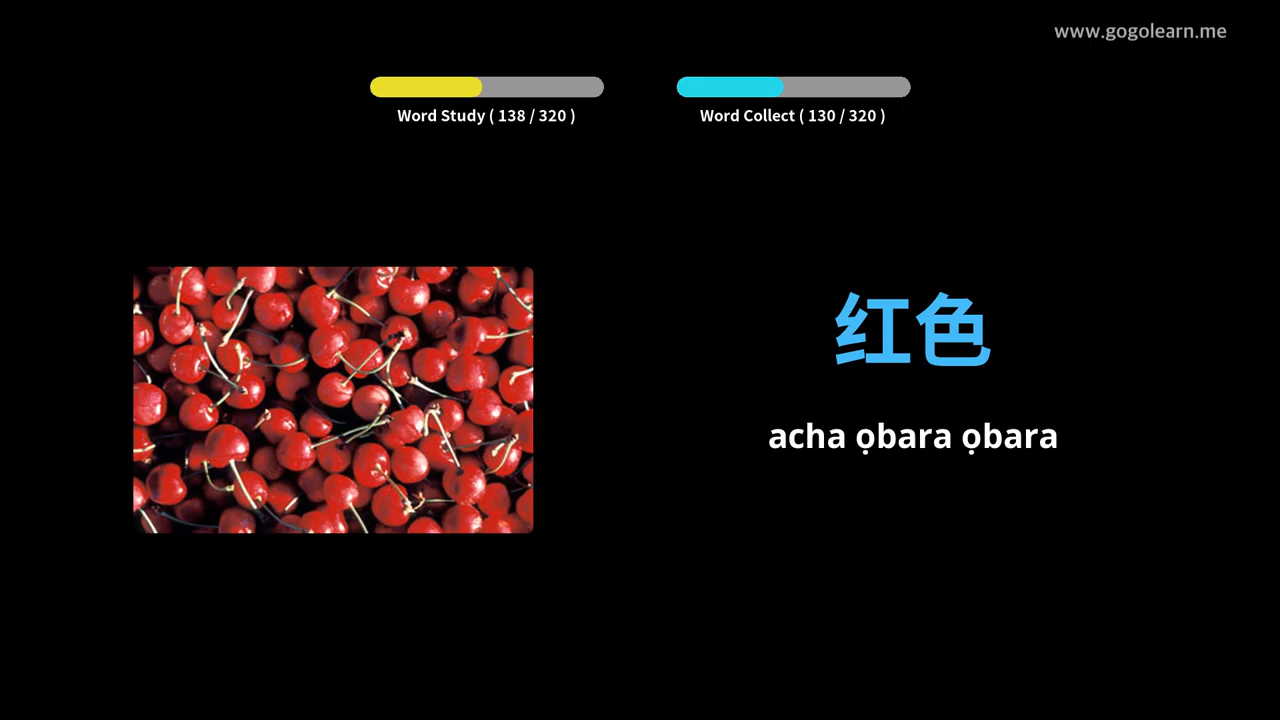 www.gogolearn.me
Word Study ( 138 / 320 )
Word Collect ( 130 / 320 )
红色
acha ọbara ọbara